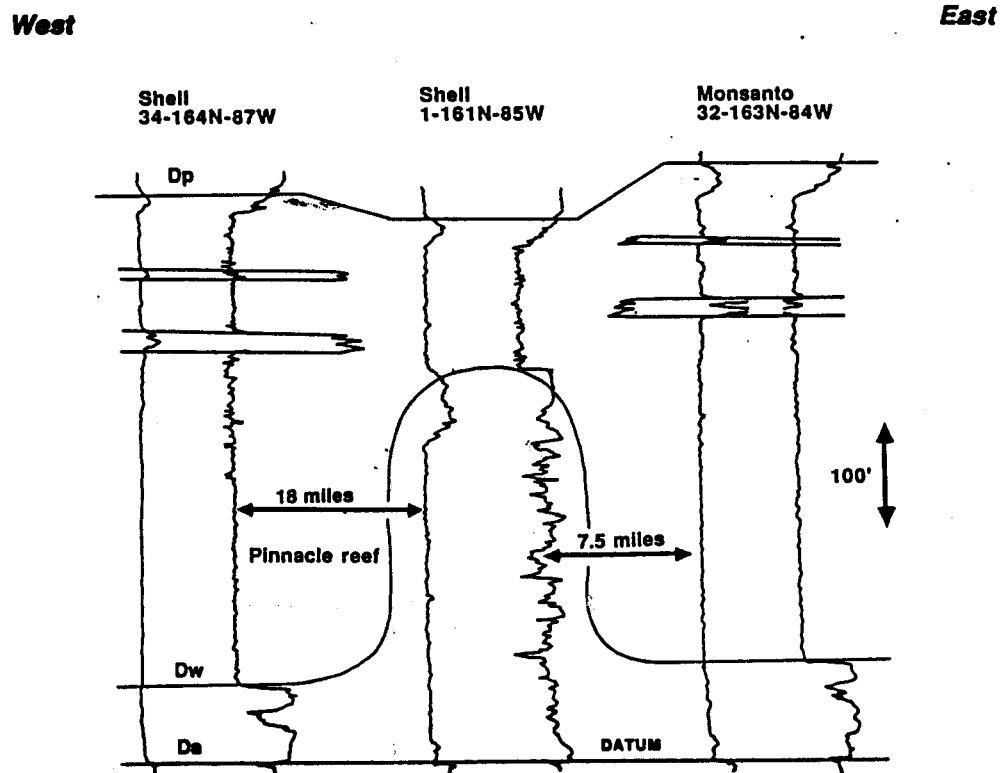 West
East
Shell
34-164N-87W
Shell
1-161N-85W
Monsanto
32-163N-84W
Dp
100'
18 miles
7.5 miles
Pinnacle reef
Dw
Da
DATUM